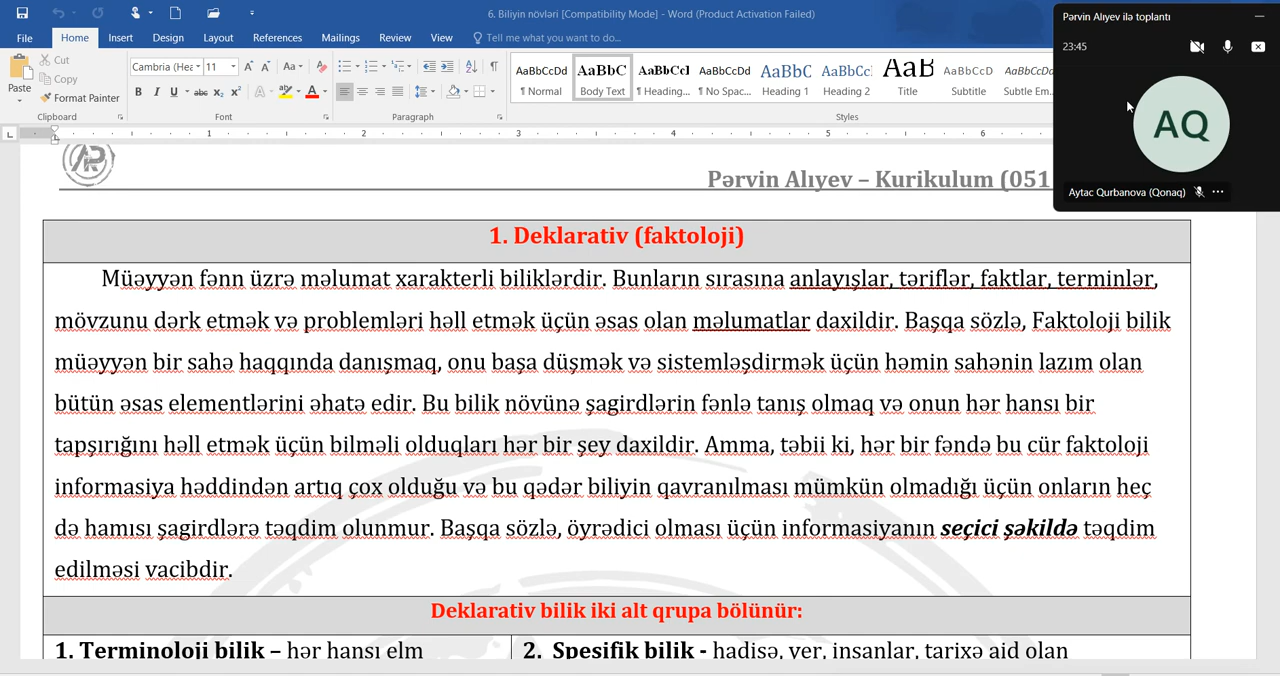 6. Biliyin növləri [Compatibility Mode] - Word (Product Activation Failed)
File Home Insert Design Layout References Mailings Review View Tell me what you want to do...
Paste Cut
Copy
Format Painter
Clipboard
Cambria (Hea 11
Font
Paragraph
AaBbCcDd AaBbC AaBbCcI AaBbCcDd AaBbC AaBbCc AaB AaBbCcD AaBbCcDd
¶ Normal Body Text ¶ Heading... ¶ No Spac... Heading 1 Heading 2 Title Subtitle Subtle Em...
Styles
1 2 3 4 5 6
Pərvin Alıyev ilə toplantı
23:45
AQ
Aytac Qurbanova (Qonaq)
AP
Pərvin Alıyev – Kurikulum (051
1. Deklarativ (faktoloji)
Müəyyən fənn üzrə məlumat xarakterli biliklərdir. Bunların sırasına anlayışlar, təriflər, faktlar, terminlər,
mövzunu dərk etmək və problemləri həll etmək üçün əsas olan məlumatlar daxildir. Başqa sözlə, Faktoloji bilik
müəyyən bir sahə haqqında danışmaq, onu başa düşmək və sistemləşdirmək üçün həmin sahənin lazım olan
bütün əsas elementlərini əhatə edir. Bu bilik növünə şagirdlərin fənlə tanış olmaq və onun hər hansı bir
tapşırığını həll etmək üçün bilməli olduqları hər bir şey daxildir. Amma, təbii ki, hər bir fəndə bu cür faktoloji
informasiya həddindən artıq çox olduğu və bu qədər biliyin qavranılması mümkün olmadığı üçün onların heç
də hamısı şagirdlərə təqdim olunmur. Başqa sözlə, öyrədici olması üçün informasiyanın seçici şəkildə təqdim
edilməsi vacibdir.
Deklarativ bilik iki alt qrupa bölünür:
1. Terminoloji bilik – hər hansı elm
2. Spesifik bilik - hadisə, yer, insanlar, tarixə aid olan